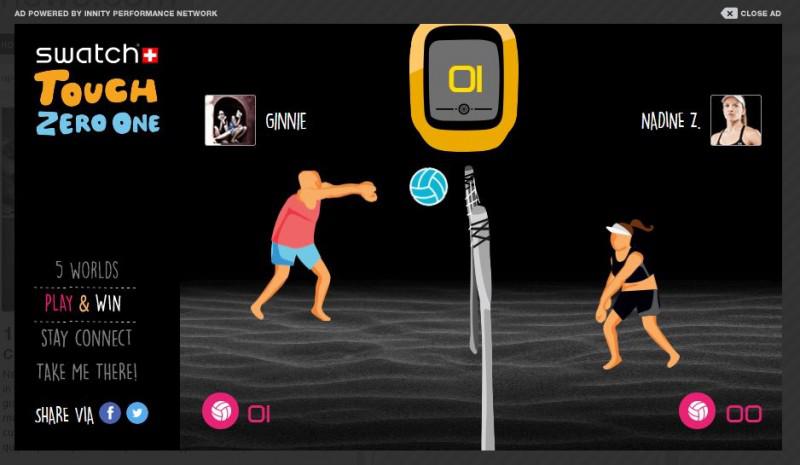 AD POWERED BY INNITY PERFORMANCE NETWORK
CLOSE AD
swatch
TOUCH
ZERO ONE
01
GINNIE
NADINE Z.
5 WORLDS
PLAY & WIN
STAY CONNECT
TAKE ME THERE!
SHARE VIA
01
00